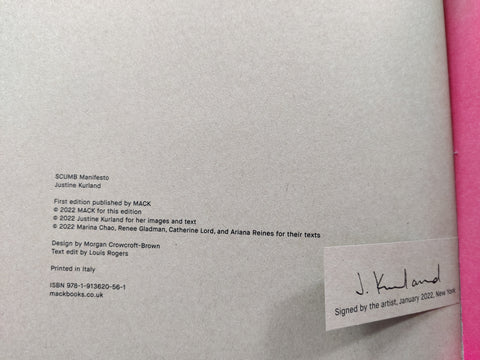 SCUMB Manifesto
Justine Kurland
First edition published by MACK
© 2022 MACK for this edition
© 2022 Justine Kurland for her images and text
© 2022 Marina Chao, Renee Gladman, Catherine Lord, and Ariana Reines for their texts
Design by Morgan Crowcroft-Brown
Text edit by Louis Rogers
Printed in Italy
ISBN 978-1-913620-56-1
mackbooks.co.uk
J. Kurland
Signed by the artist, January 2022, New York